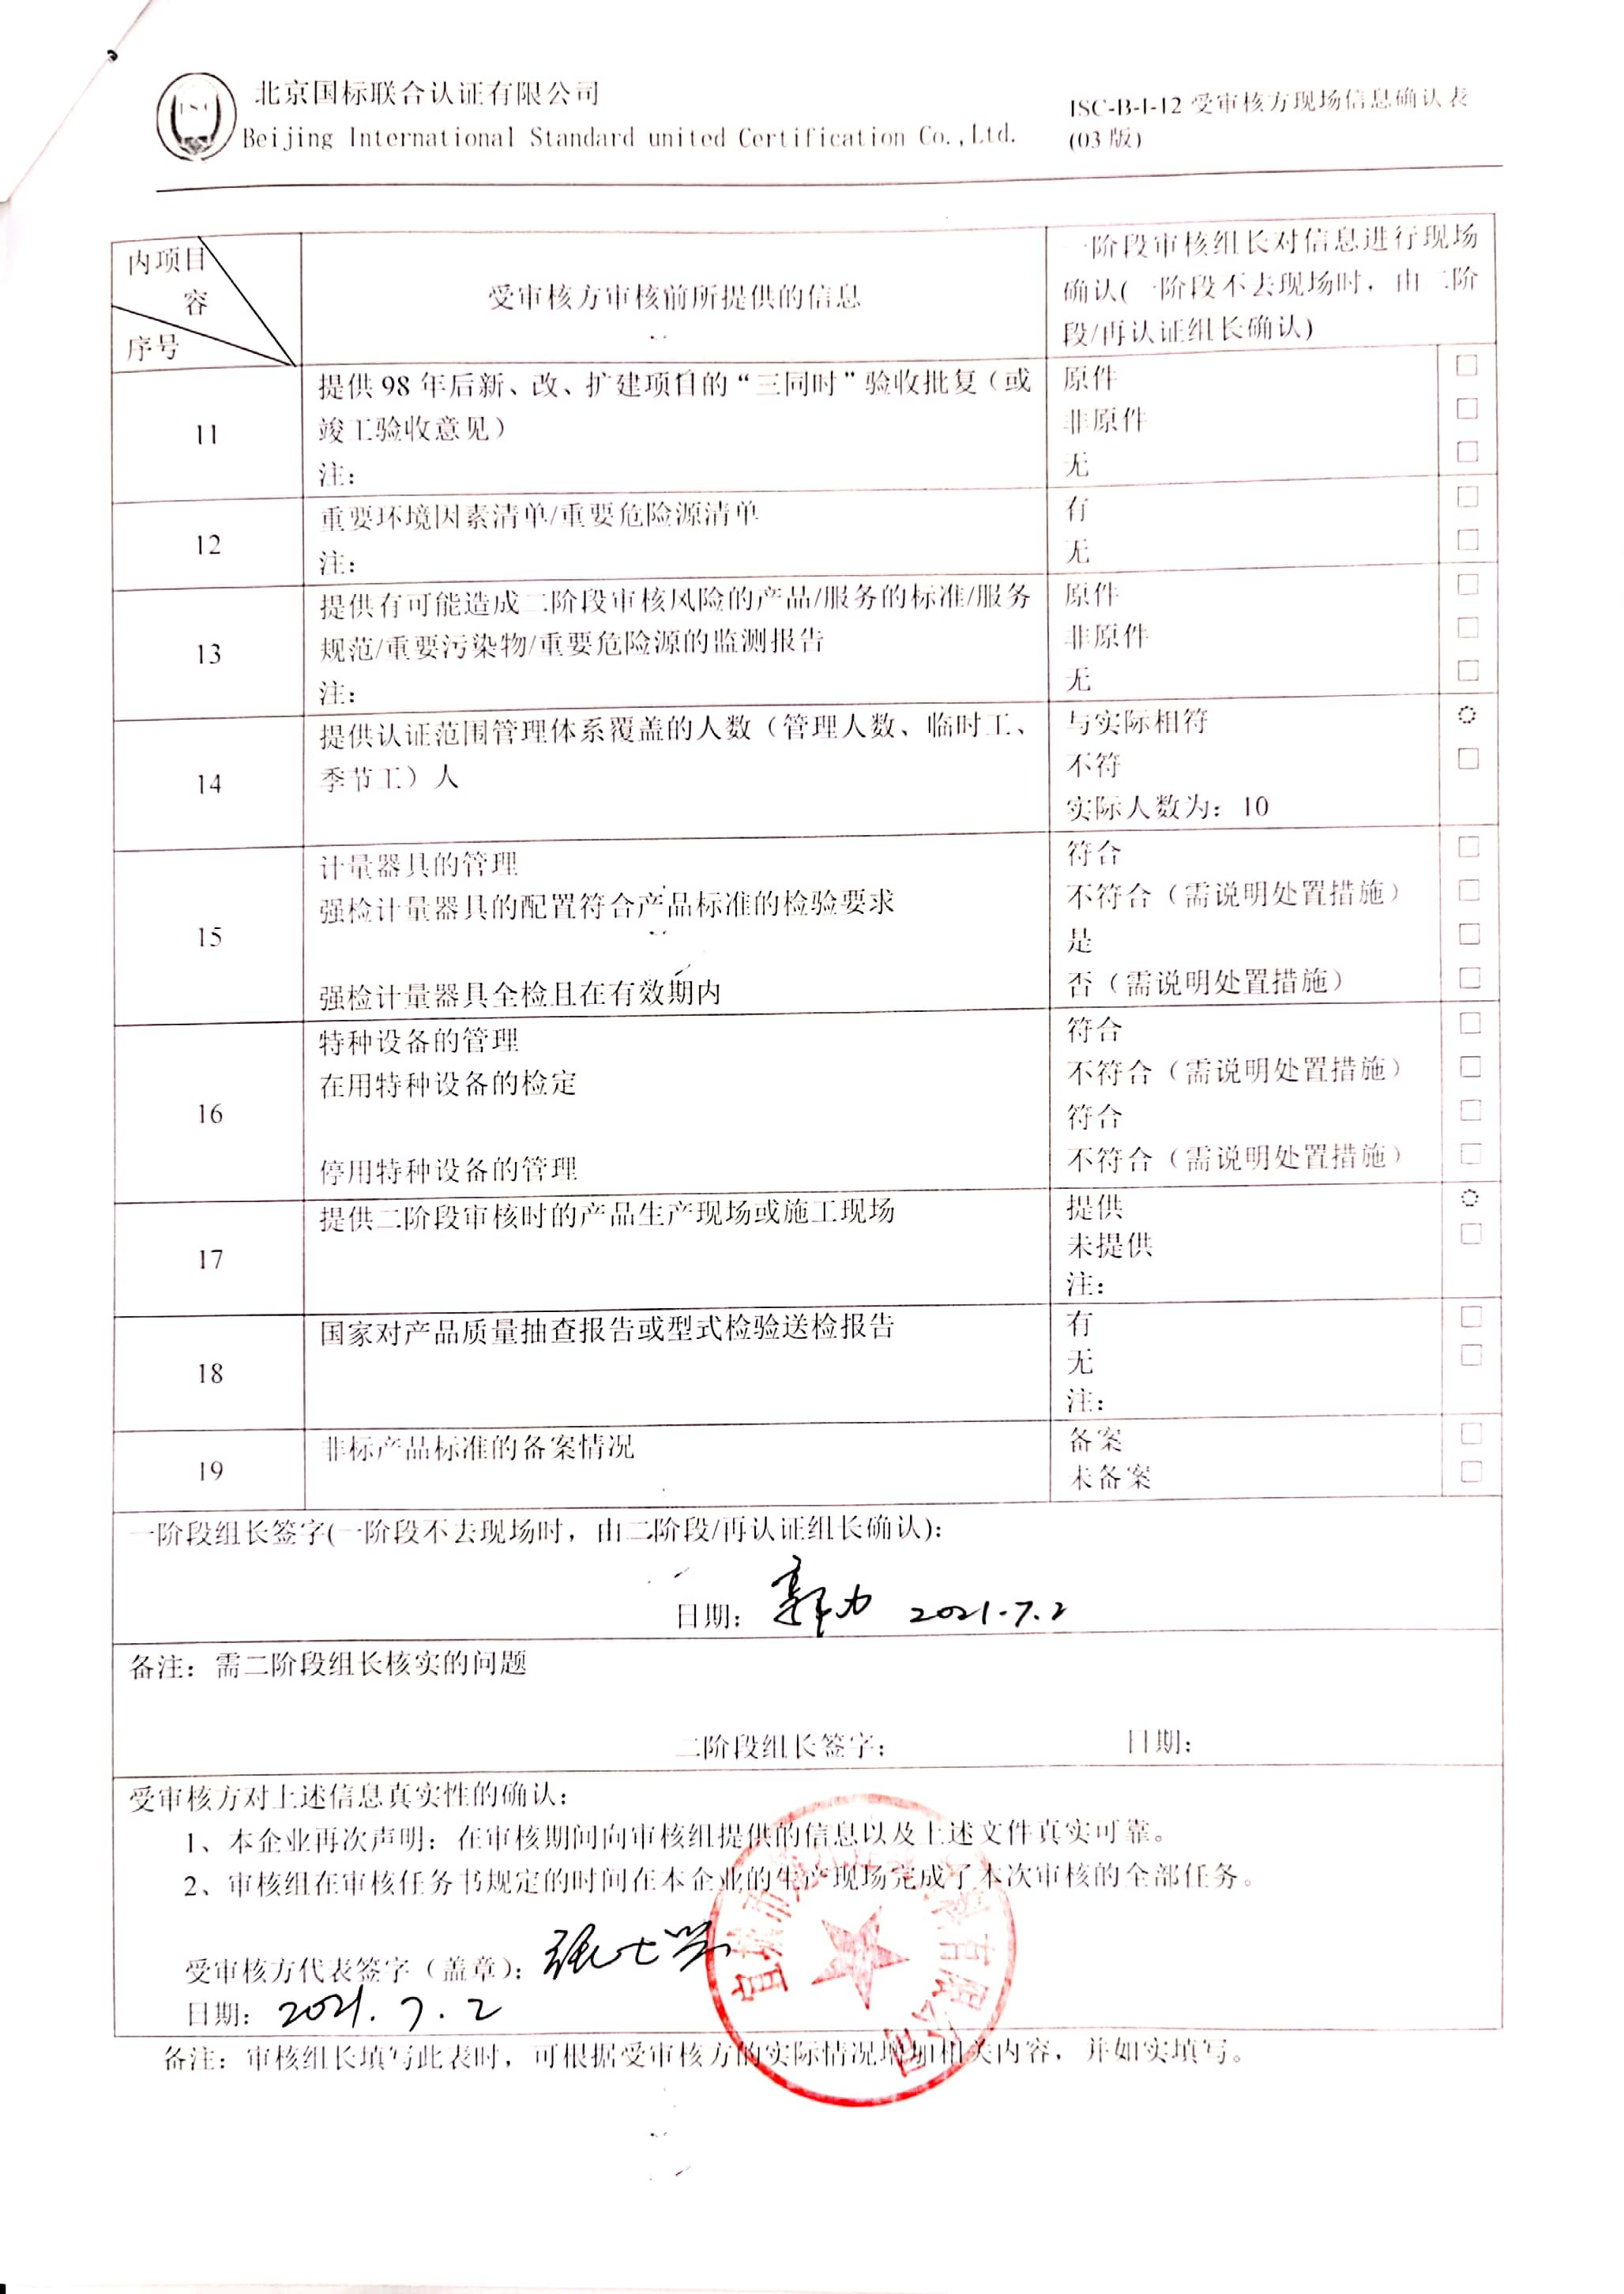 北京国标联合认证有限公司
Beijing International Standard united Certification Co.,Ltd.
ISC-B-I-12 受审核方现场信息确认表
(03 版)
内项目
容
序号
受审核方审核前所提供的信息
一阶段审核组长对信息进行现场
确认(一阶段不去现场时，由二阶
段/再认证组长确认)
11
提供 98 年后新、改、扩建项目的“三同时”验收批复（或
竣工验收意见）
注：
原件 □
非原件 □
无 □
12
重要环境因素清单/重要危险源清单
注：
有 □
无 □
13
提供有可能造成二阶段审核风险的产品/服务的标准/服务
规范/重要污染物/重要危险源的监测报告
注：
原件 □
非原件 □
无 □
14
提供认证范围管理体系覆盖的人数（管理人数、临时工、
季节工）人
与实际相符
不符 □
实际人数为：10
15
计量器具的管理
强检计量器具的配置符合产品标准的检验要求
强检计量器具全检且在有效期内
符合 □
不符合（需说明处置措施） □
是 □
否（需说明处置措施） □
16
特种设备的管理
在用特种设备的检定
停用特种设备的管理
符合 □
不符合（需说明处置措施） □
符合 □
不符合（需说明处置措施） □
17
提供二阶段审核时的产品生产现场或施工现场
提供
未提供 □
注：
18
国家对产品质量抽查报告或型式检验送检报告
有 □
无 □
注：
19
非标产品标准的备案情况
备案 □
未备案 □
一阶段组长签字(一阶段不去现场时，由二阶段/再认证组长确认)：
日期： 郭力 2021.7.2
备注：需二阶段组长核实的问题
二阶段组长签字： 日期：
受审核方对上述信息真实性的确认：
1、本企业再次声明：在审核期间向审核组提供的信息以及上述文件真实可靠。
2、审核组在审核任务书规定的时间在本企业的生产现场完成了本次审核的全部任务。
受审核方代表签字（盖章）：
日期：2021.7.2
备注：审核组长填写此表时，可根据受审核方的实际情况增加相关内容，并如实填写。